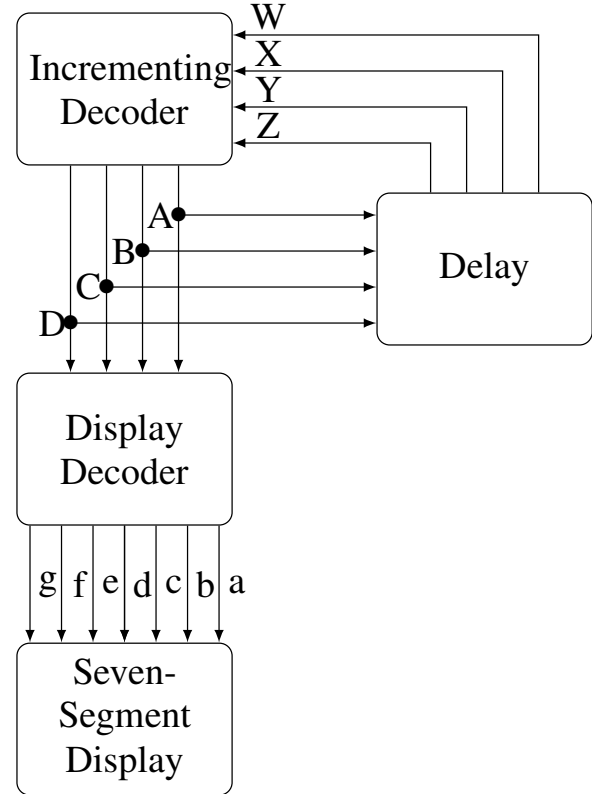 W
Incrementing
Decoder
X
Y
Z
A
B
C
D
Delay
Display
Decoder
g f e d c b a
Seven-
Segment
Display